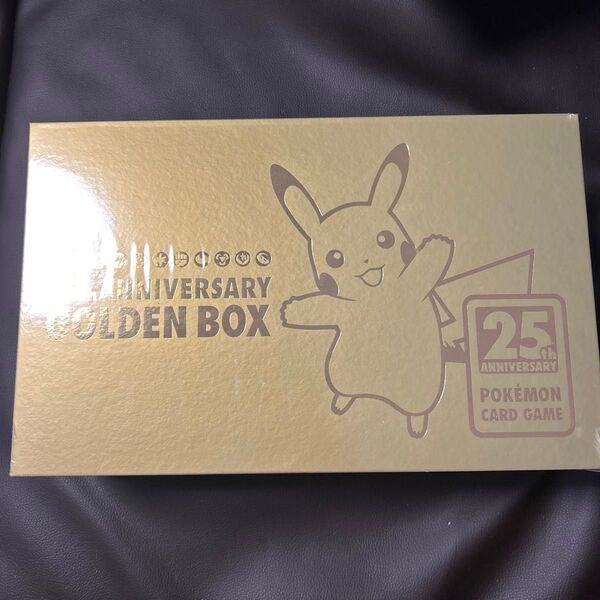 ANNIVERSARY
GOLDEN BOX
25th
ANNIVERSARY
POKÉMON
CARD GAME